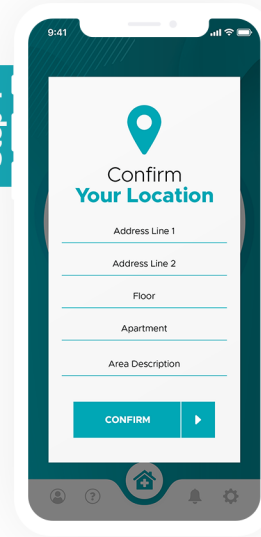 9:41
Confirm
Your Location
Address Line 1
Address Line 2
Floor
Apartment
Area Description
CONFIRM